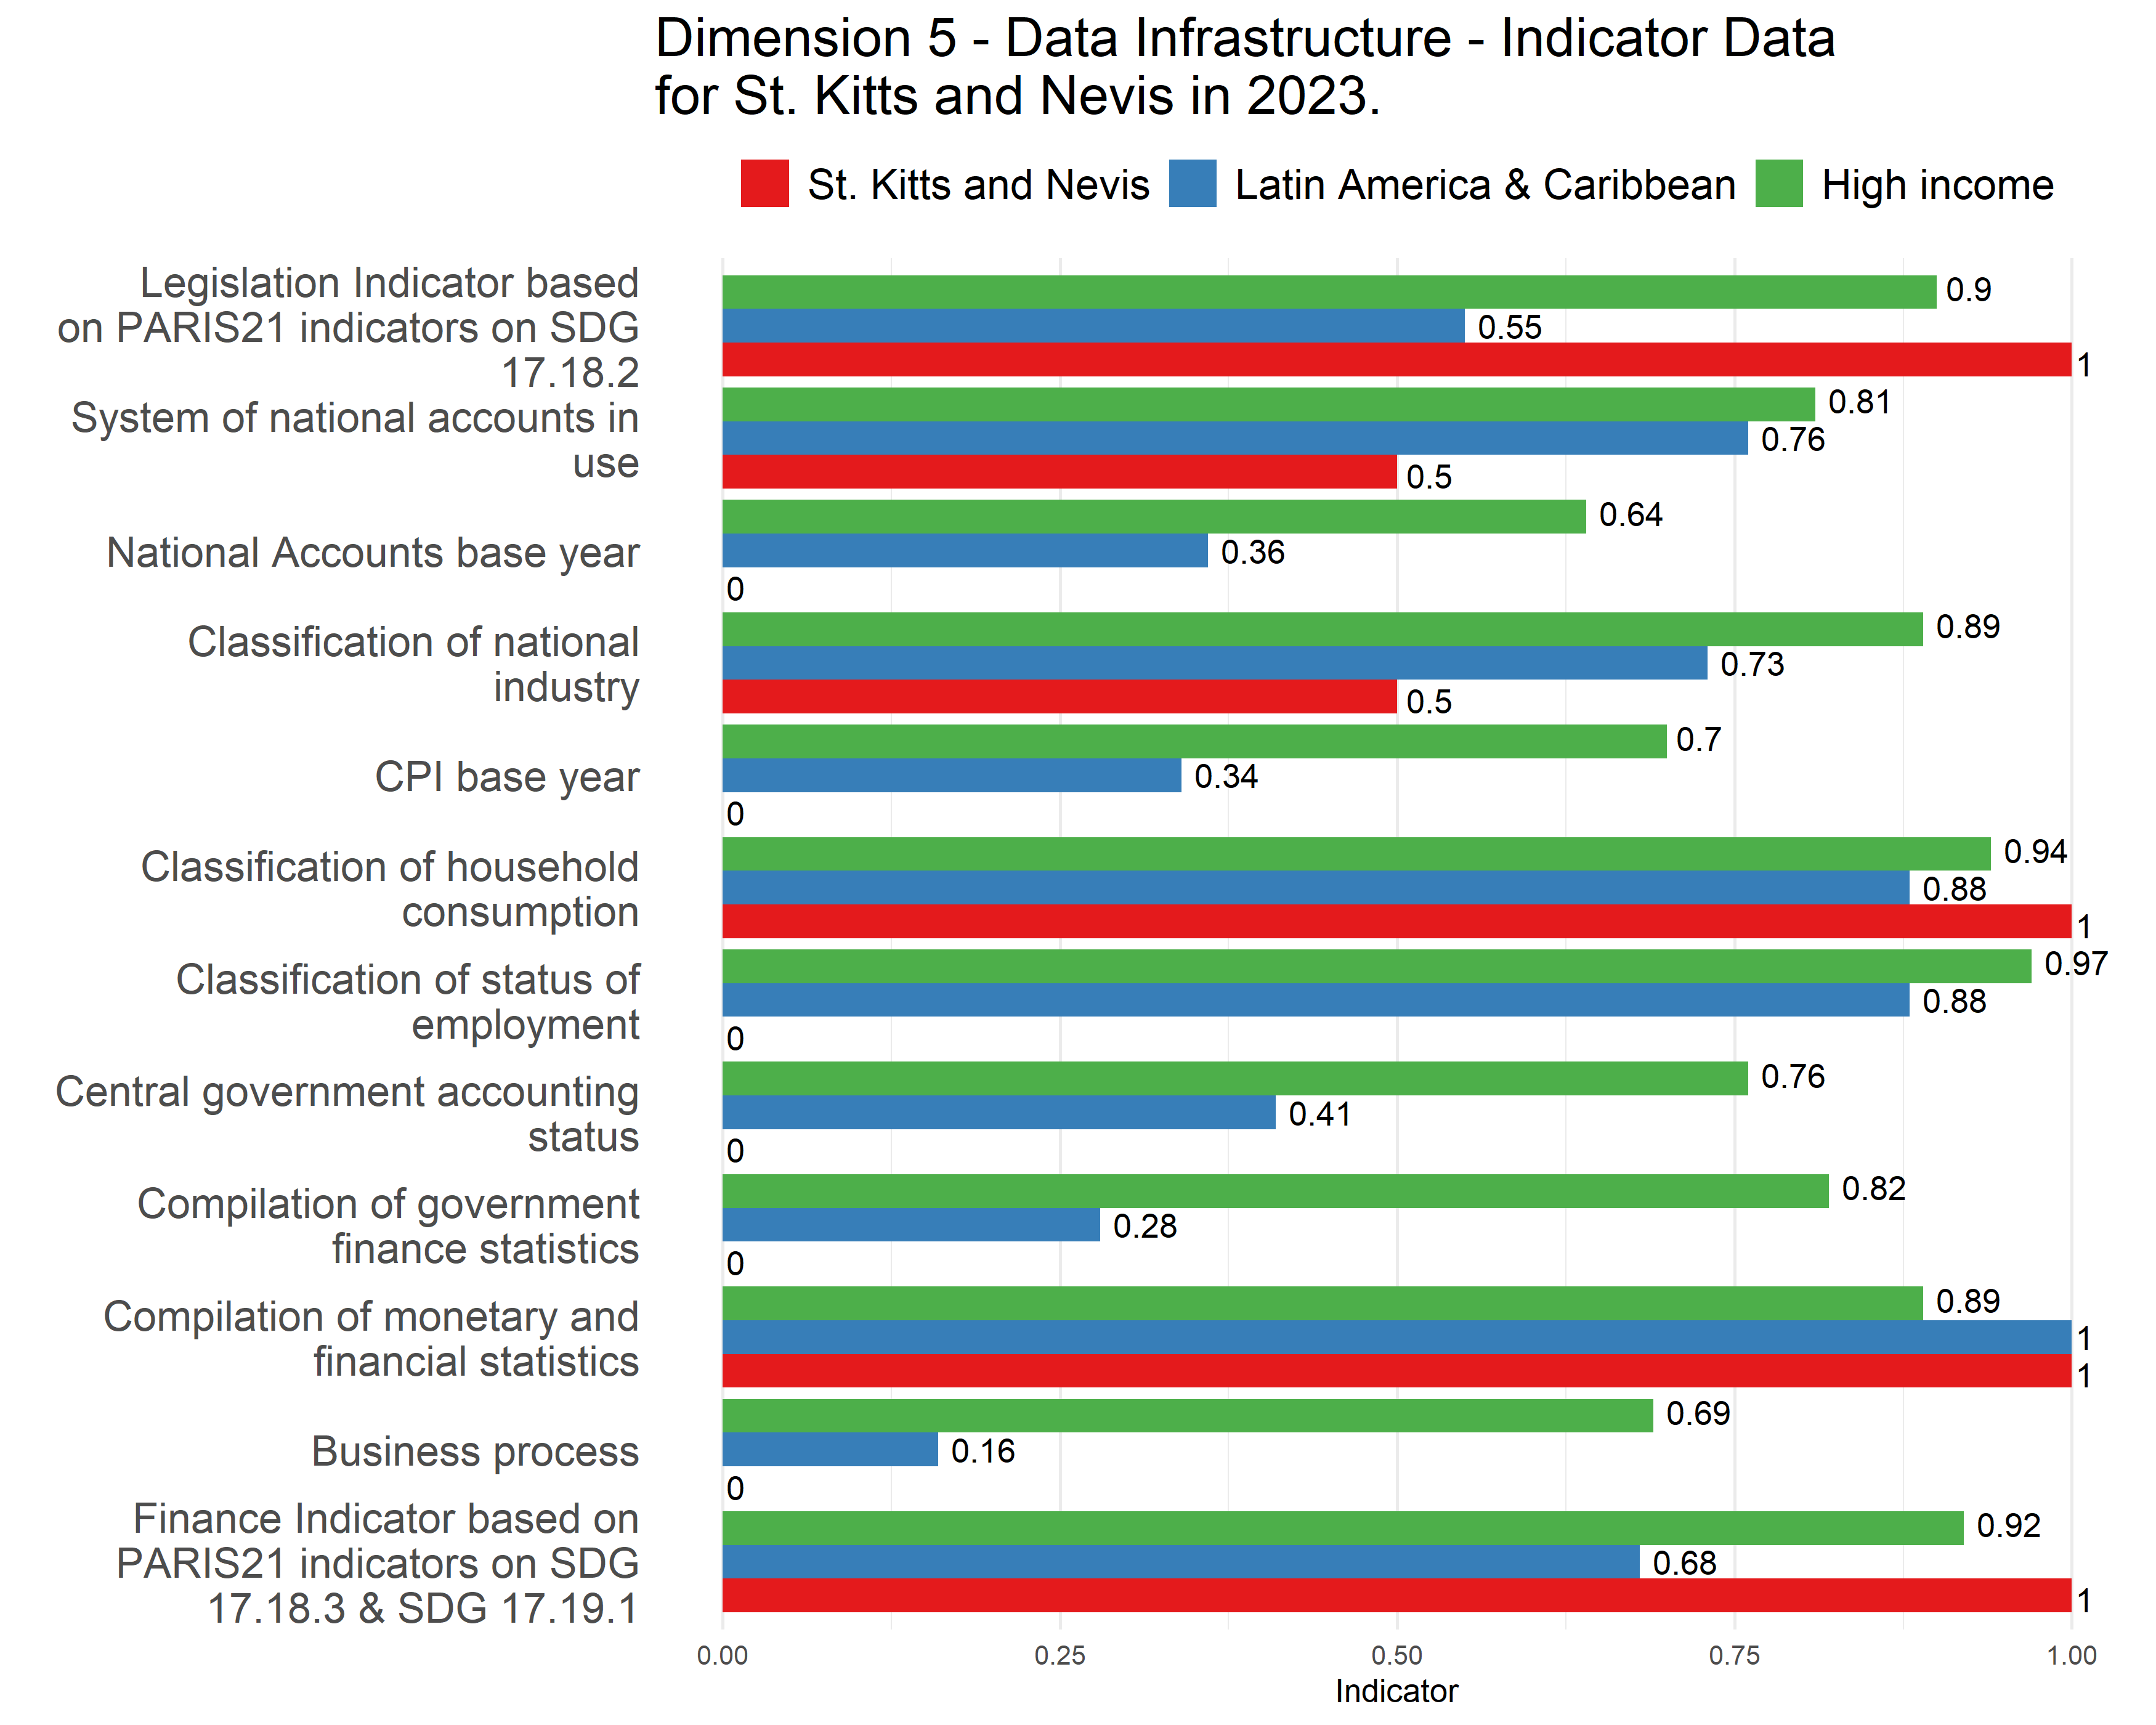 Dimension 5 - Data Infrastructure - Indicator Data
for St. Kitts and Nevis in 2023.
St. Kitts and Nevis
Latin America & Caribbean
High income
Legislation Indicator based
on PARIS21 indicators on SDG
17.18.2
0.9
0.55
1
System of national accounts in
use
0.81
0.76
0.5
National Accounts base year
0.64
0.36
0
Classification of national
industry
0.89
0.73
0.5
CPI base year
0.7
0.34
0
Classification of household
consumption
0.94
0.88
1
Classification of status of
employment
0.97
0.88
0
Central government accounting
status
0.76
0.41
0
Compilation of government
finance statistics
0.82
0.28
0
Compilation of monetary and
financial statistics
0.89
1
1
Business process
0.69
0.16
0
Finance Indicator based on
PARIS21 indicators on SDG
17.18.3 & SDG 17.19.1
0.92
0.68
1
0.00
0.25
0.50
0.75
1.00
Indicator